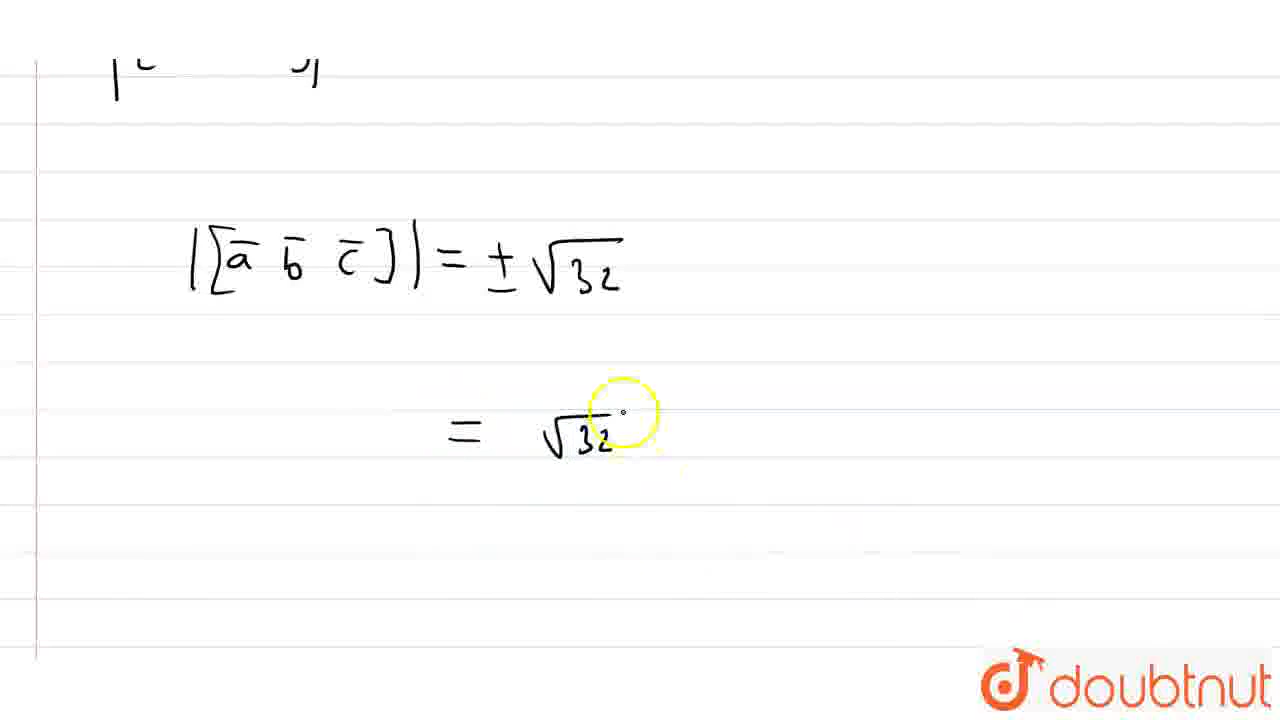 |[a̅ b̅ c̅]| = ± √32
= √32
doubtnut